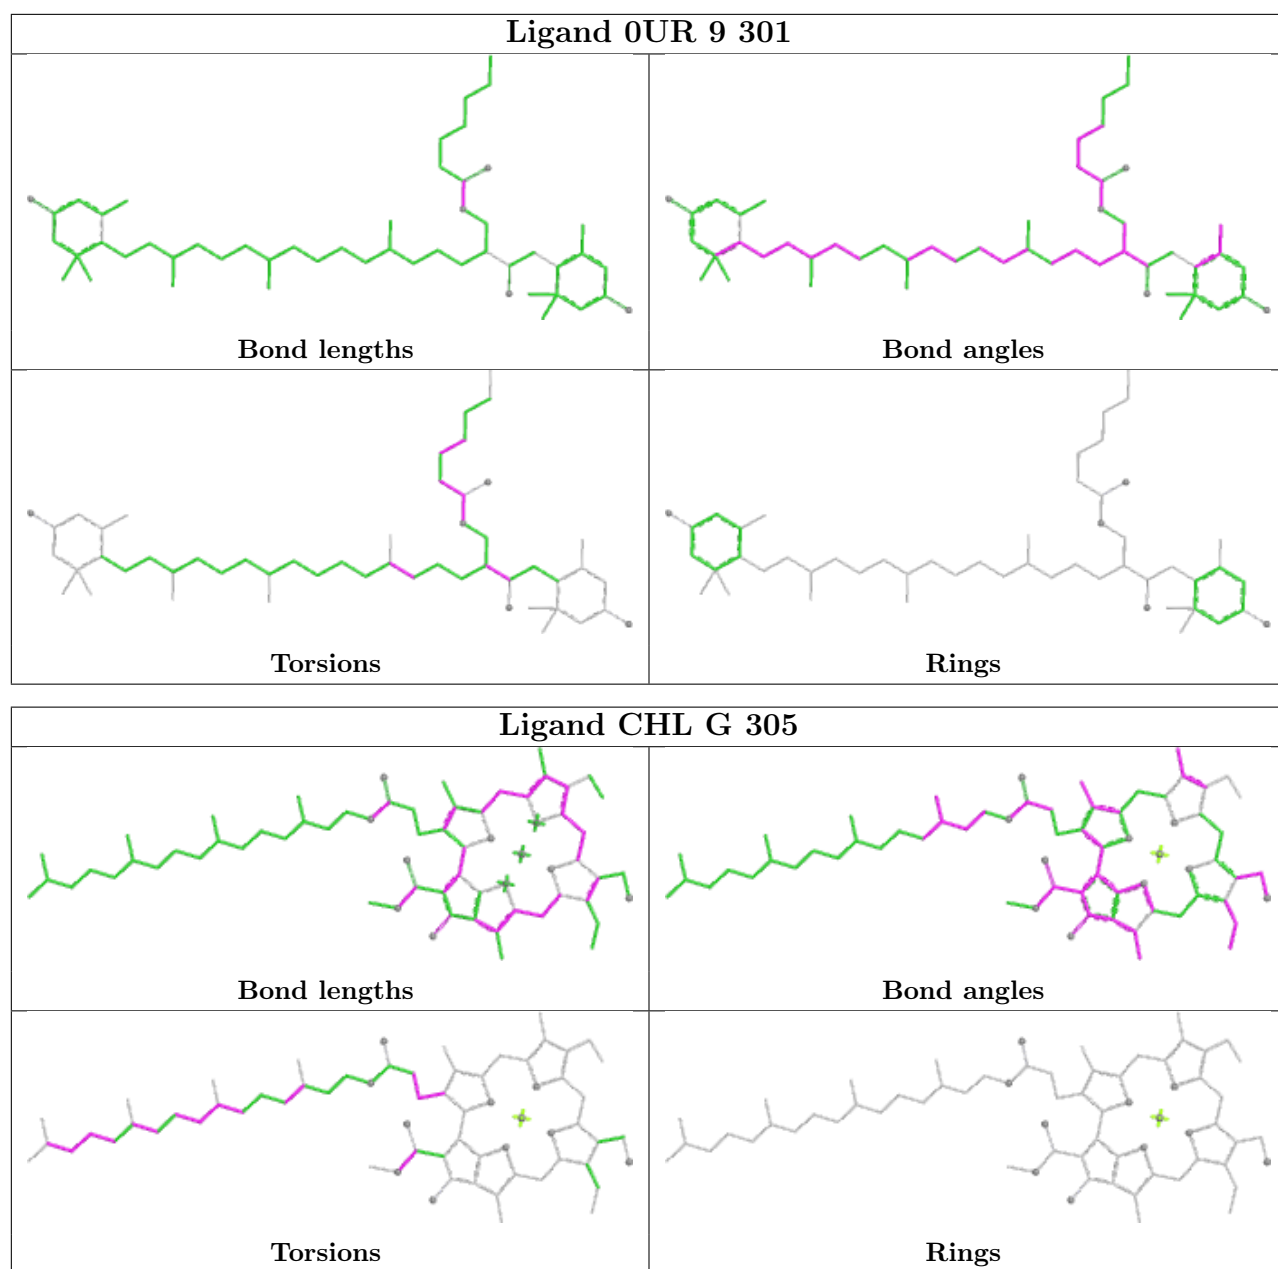 Ligand 0UR 9 301
Bond lengths
Bond angles
Torsions
Rings
Ligand CHL G 305
Bond lengths
Bond angles
Torsions
Rings